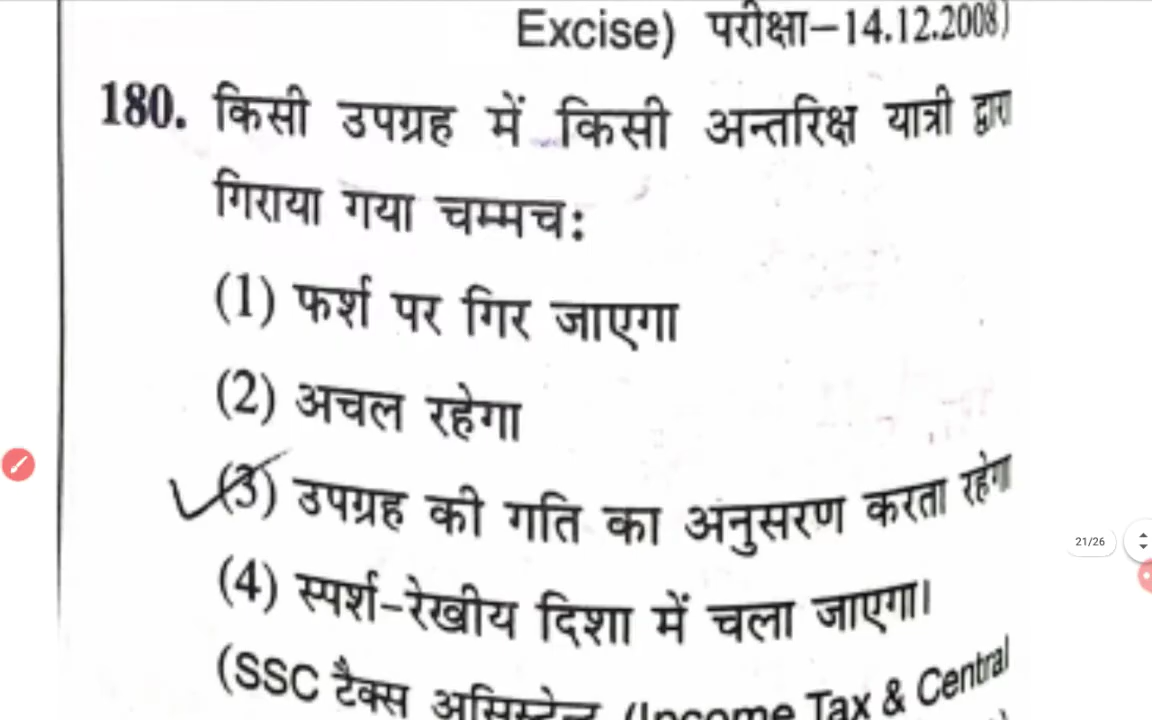 Excise) परीक्षा–14.12.2008)
180. किसी उपग्रह में किसी अन्तरिक्ष यात्री द्वारा
गिराया गया चम्मचः
(1) फर्श पर गिर जाएगा
(2) अचल रहेगा
(3) उपग्रह की गति का अनुसरण करता रहेगा
(4) स्पर्श-रेखीय दिशा में चला जाएगा।
21/26
(SSC टैक्स असिस्टेन्ट (Income Tax & Central